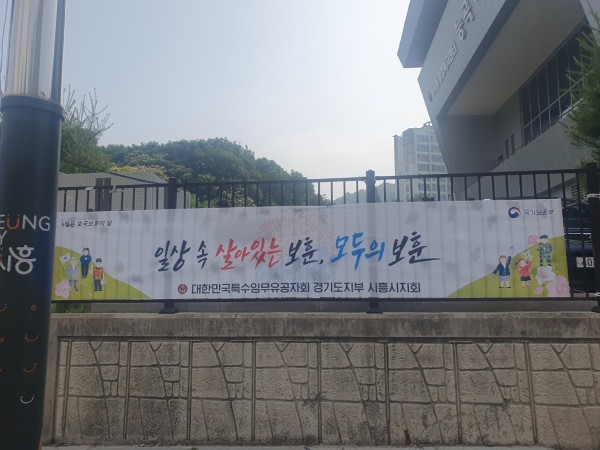 6월은 호국보훈의 달
국가보훈부
일상 속 살아있는 보훈, 모두의 보훈
대한민국특수임무유공자회 경기도지부 시흥시지회
EUNG
시흥